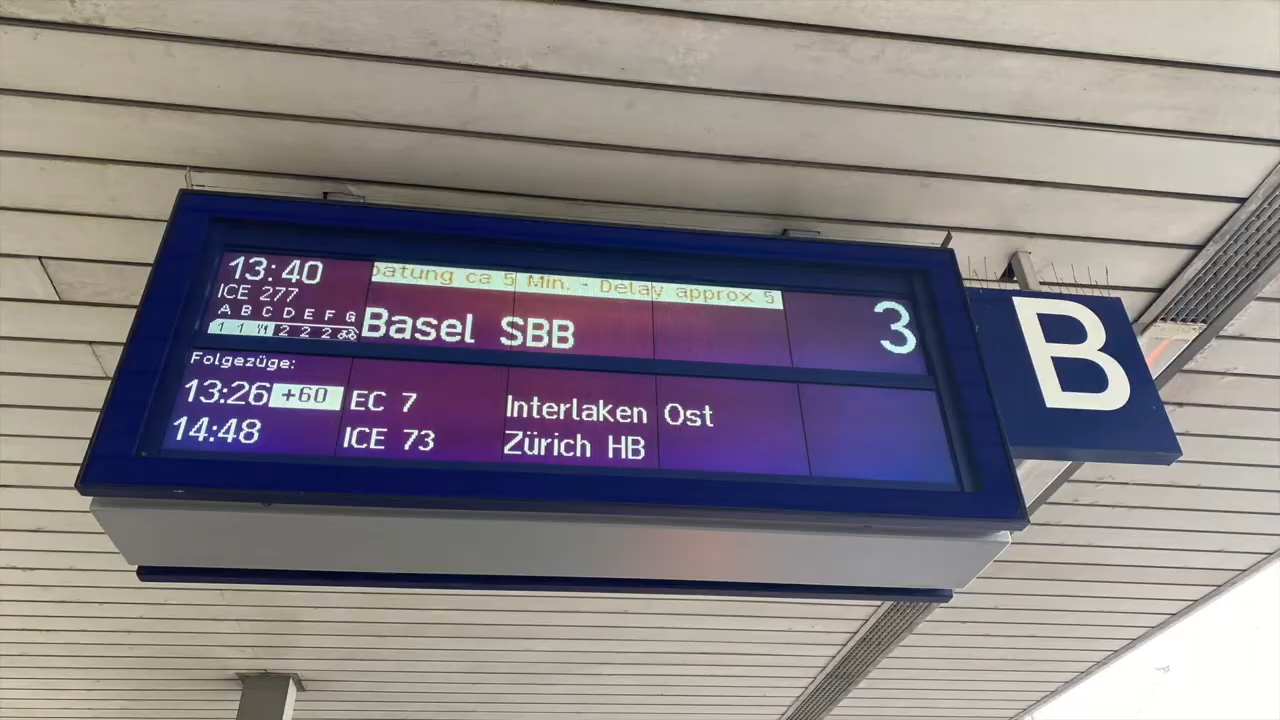 13:40 patung ca 5 Min. - Delay approx 5
ICE 277
A B C D E F G
1 1 2 2 2
Basel SBB
3
B
Folgezüge:
13:26 +60 EC 7 Interlaken Ost
14:48 ICE 73 Zürich HB